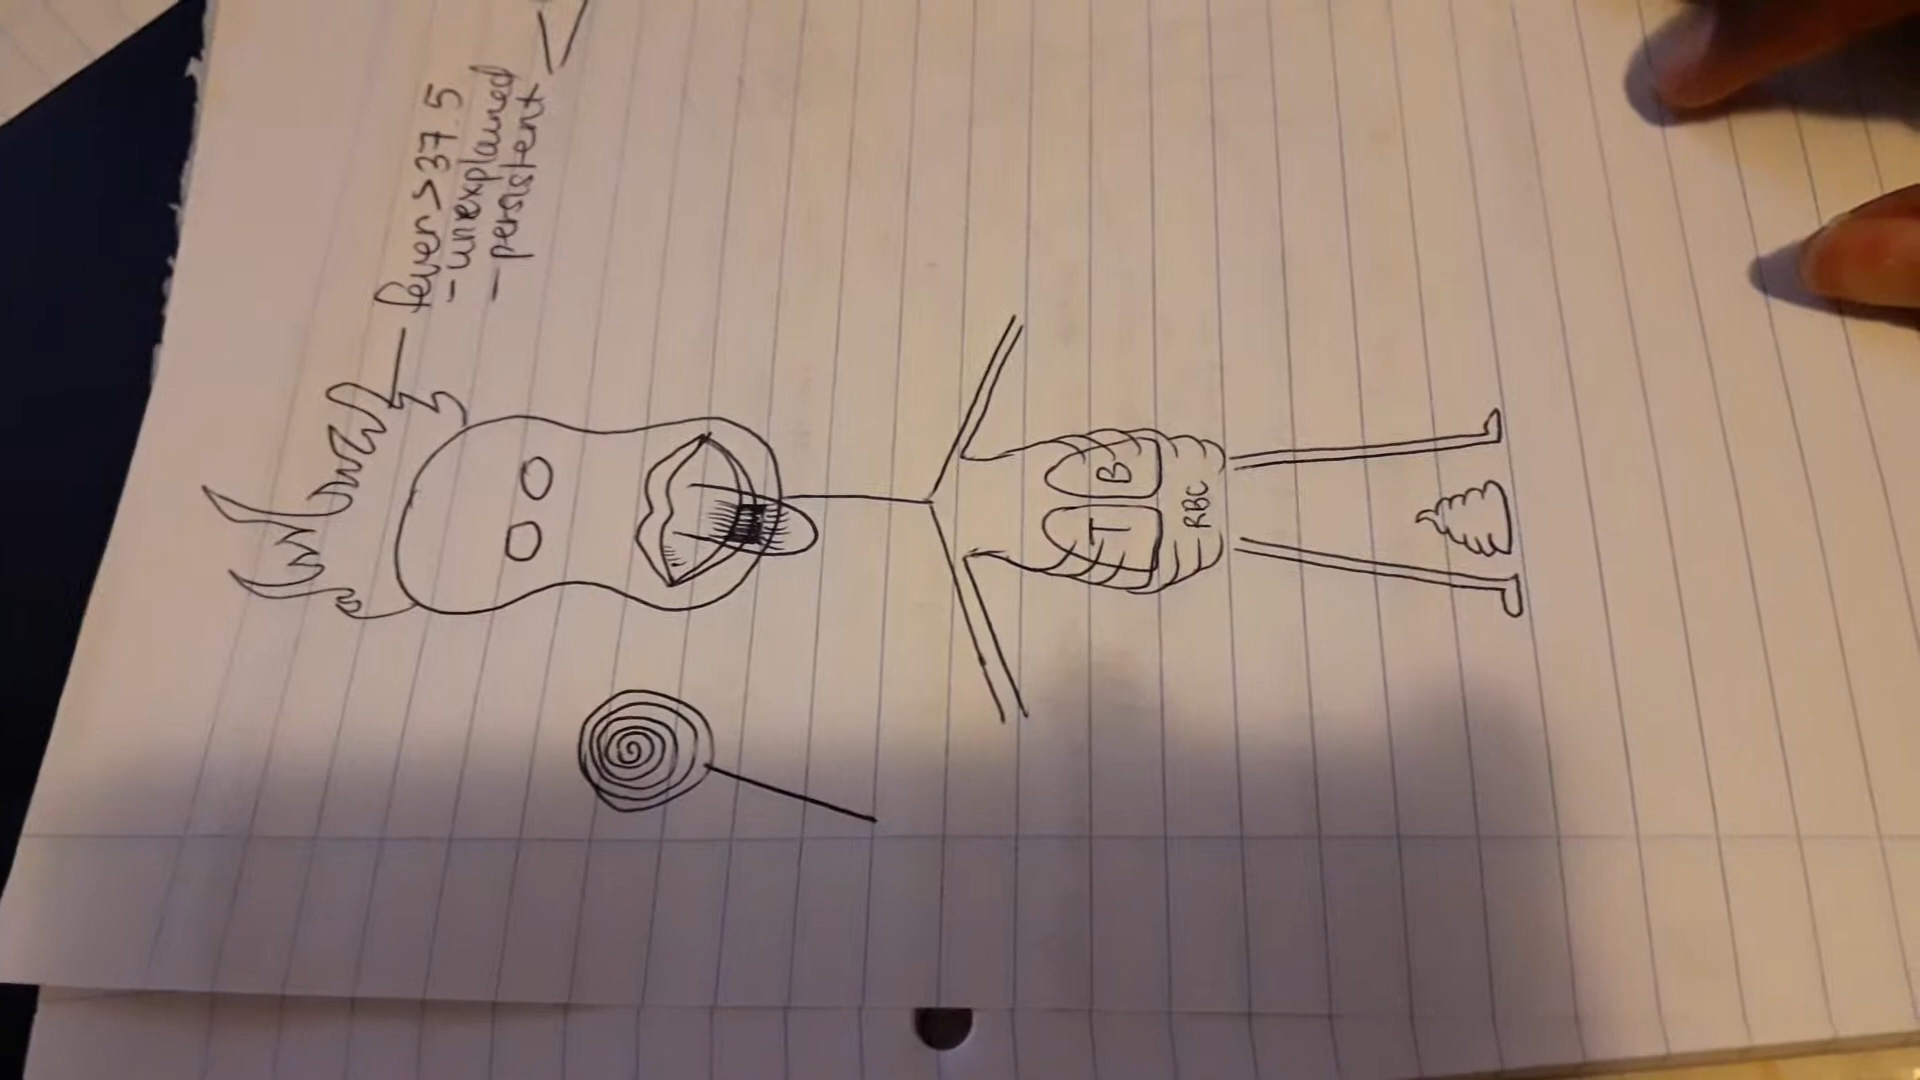 fever > 37.5
- unexplained
- persistent
T B
RBC